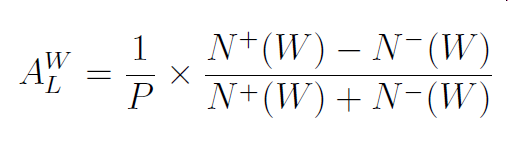 $A_L^W = \frac{1}{P} \times \frac{N^+(W) - N^-(W)}{N^+(W) + N^-(W)}$